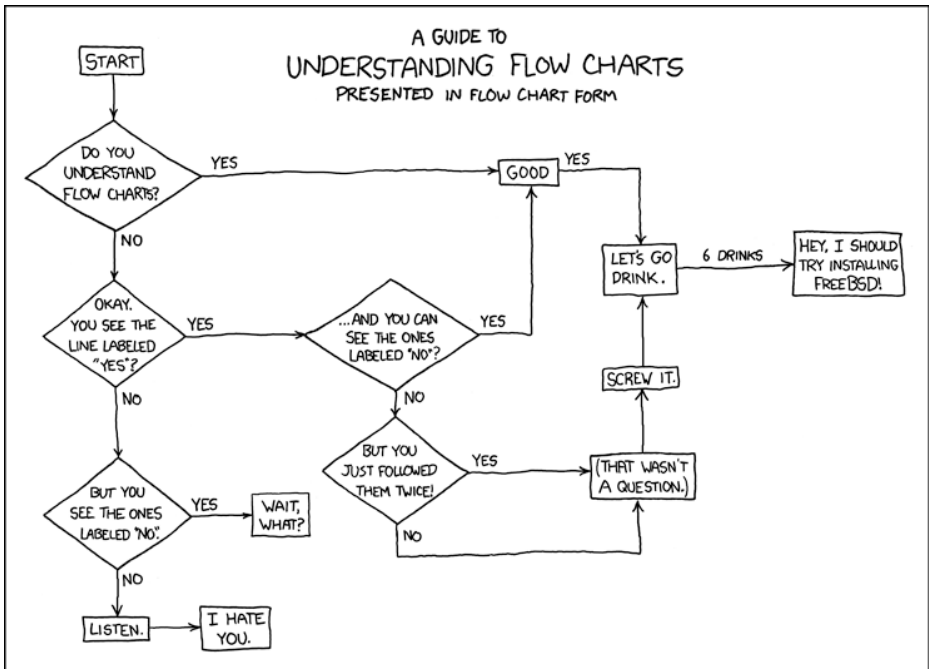 A GUIDE TO
UNDERSTANDING FLOW CHARTS
PRESENTED IN FLOW CHART FORM
START
DO YOU
UNDERSTAND
FLOW CHARTS?
YES
GOOD
YES
NO
LET'S GO
DRINK.
6 DRINKS
HEY, I SHOULD
TRY INSTALLING
FREEBSD!
OKAY.
YOU SEE THE
LINE LABELED
"YES"?
YES
...AND YOU CAN
SEE THE ONES
LABELED "NO"?
YES
NO
NO
SCREW IT.
BUT YOU
JUST FOLLOWED
THEM TWICE!
YES
(THAT WASN'T
A QUESTION.)
NO
BUT YOU
SEE THE ONES
LABELED "NO".
YES
WAIT,
WHAT?
NO
LISTEN.
I HATE
YOU.